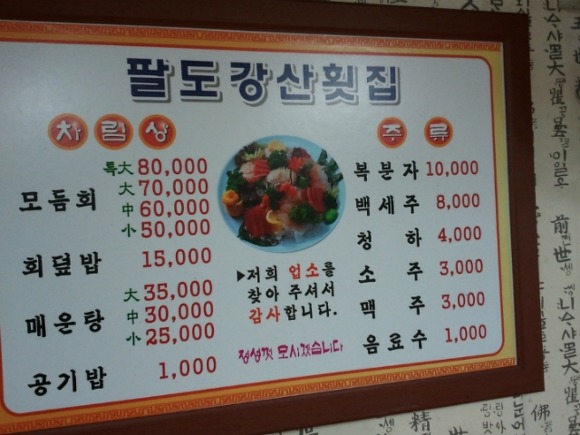 팔도강산횟집
차림상
모듬회
특大 80,000
大 70,000
中 60,000
小 50,000
회덮밥 15,000
매운탕
大 35,000
中 30,000
小 25,000
공기밥 1,000
▶저희 업소를
찾아 주셔서
감사합니다.
정성껏 모시겠습니다
주류
복분자 10,000
백세주 8,000
청하 4,000
소주 3,000
맥주 3,000
음료수 1,000